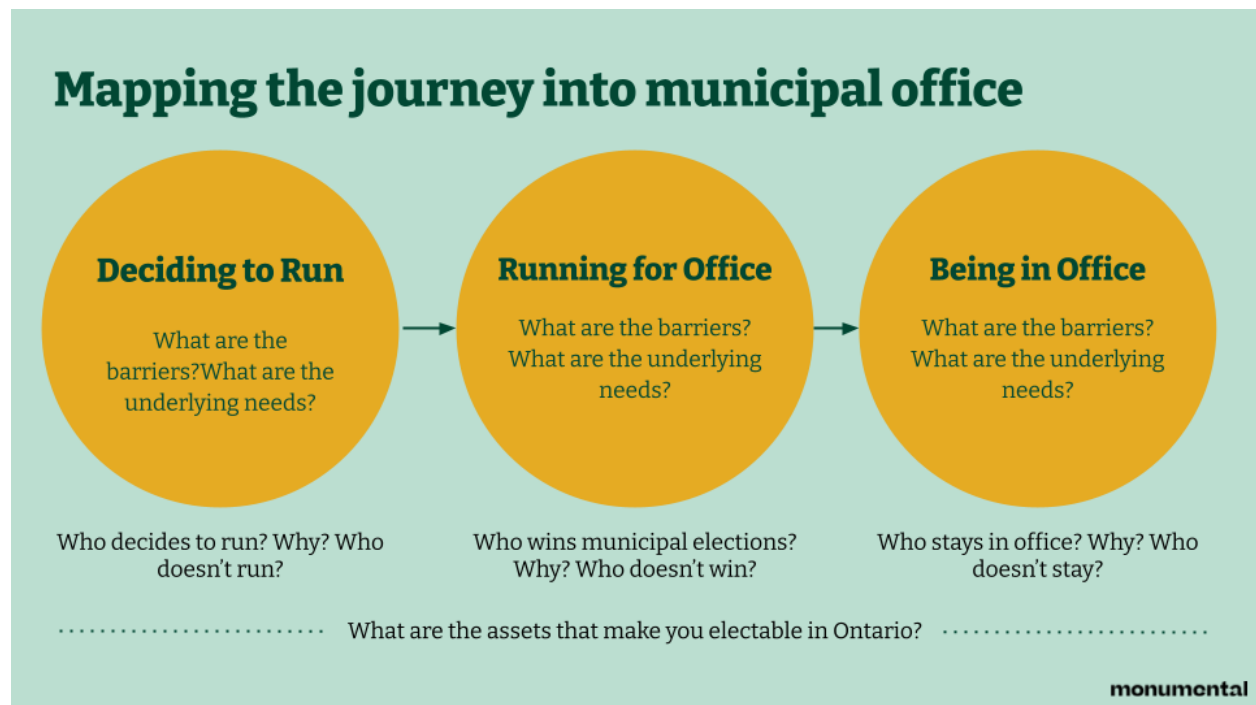 Mapping the journey into municipal office
Deciding to Run
What are the
barriers?What are the
underlying needs?
Running for Office
What are the barriers?
What are the underlying
needs?
Being in Office
What are the barriers?
What are the underlying
needs?
Who decides to run? Why? Who
doesn’t run?
Who wins municipal elections?
Why? Who doesn’t win?
Who stays in office? Why? Who
doesn’t stay?
What are the assets that make you electable in Ontario?
monumental